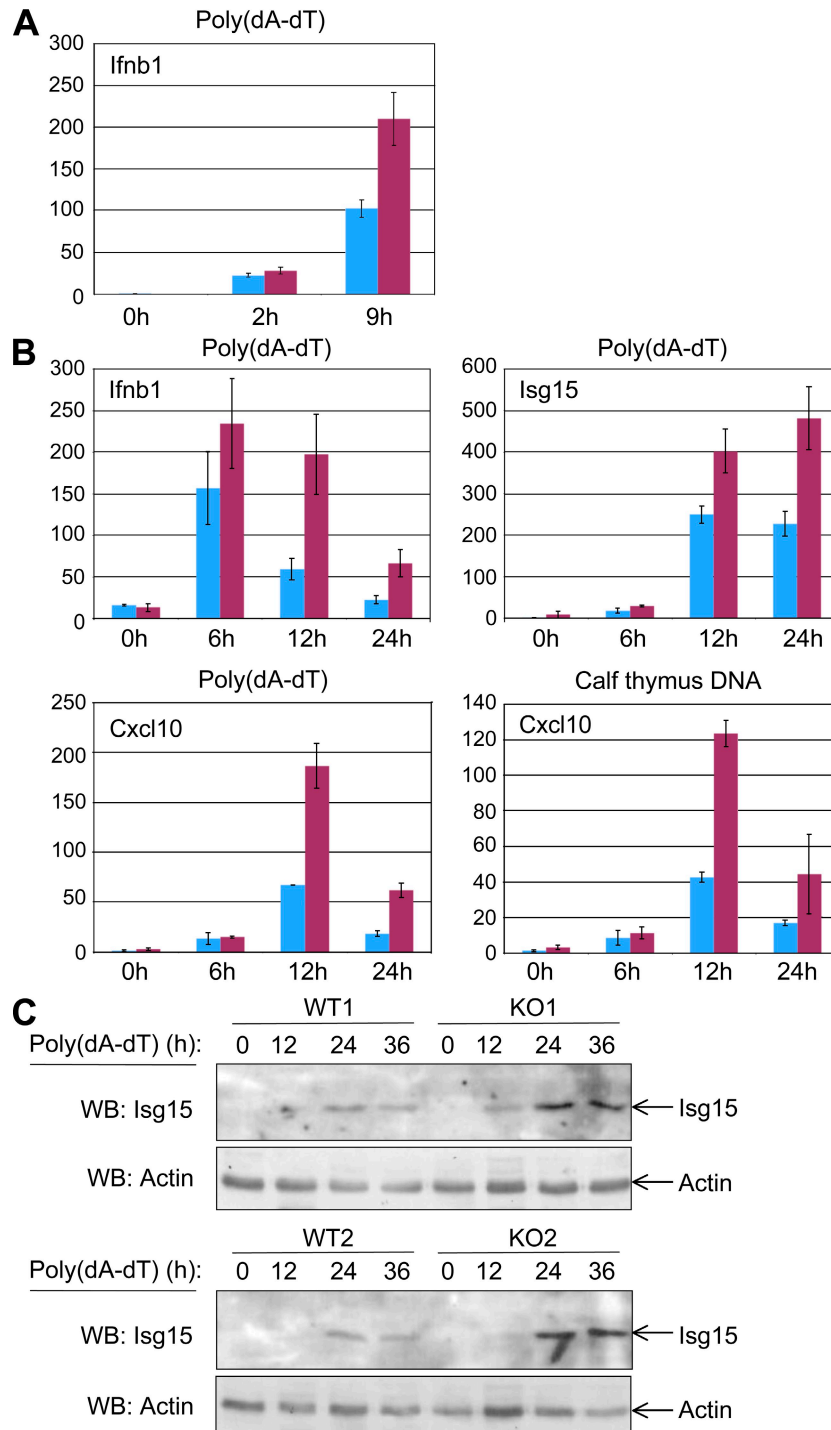 A
Poly(dA-dT)
Ifnb1
300
250
200
150
100
50
0
0h 2h 9h
B
Poly(dA-dT)
Ifnb1
300
250
200
150
100
50
0
0h 6h 12h 24h
Poly(dA-dT)
Isg15
600
500
400
300
200
100
0
0h 6h 12h 24h
Poly(dA-dT)
Cxcl10
250
200
150
100
50
0
0h 6h 12h 24h
Calf thymus DNA
Cxcl10
140
120
100
80
60
40
20
0
0h 6h 12h 24h
C
WT1 KO1
Poly(dA-dT) (h): 0 12 24 36 0 12 24 36
WB: Isg15 Isg15
WB: Actin Actin
WT2 KO2
Poly(dA-dT) (h): 0 12 24 36 0 12 24 36
WB: Isg15 Isg15
WB: Actin Actin